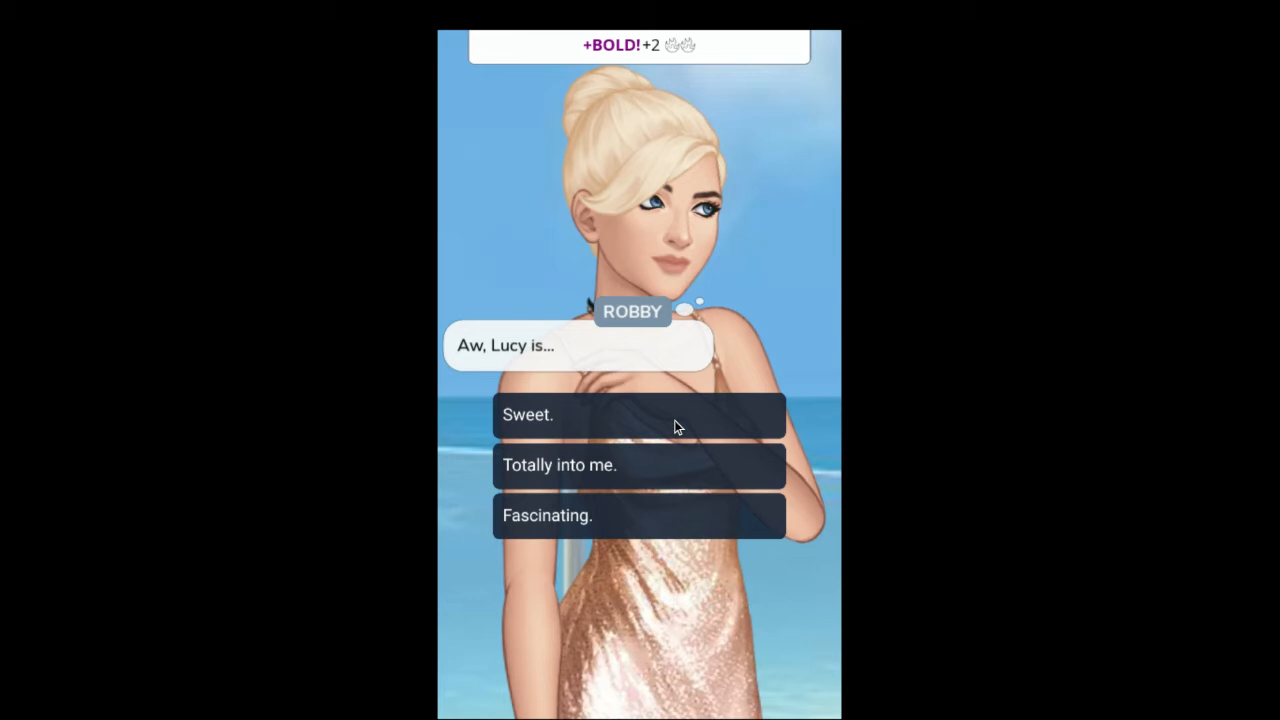 +BOLD! +2
ROBBY
Aw, Lucy is...
Sweet.
Totally into me.
Fascinating.